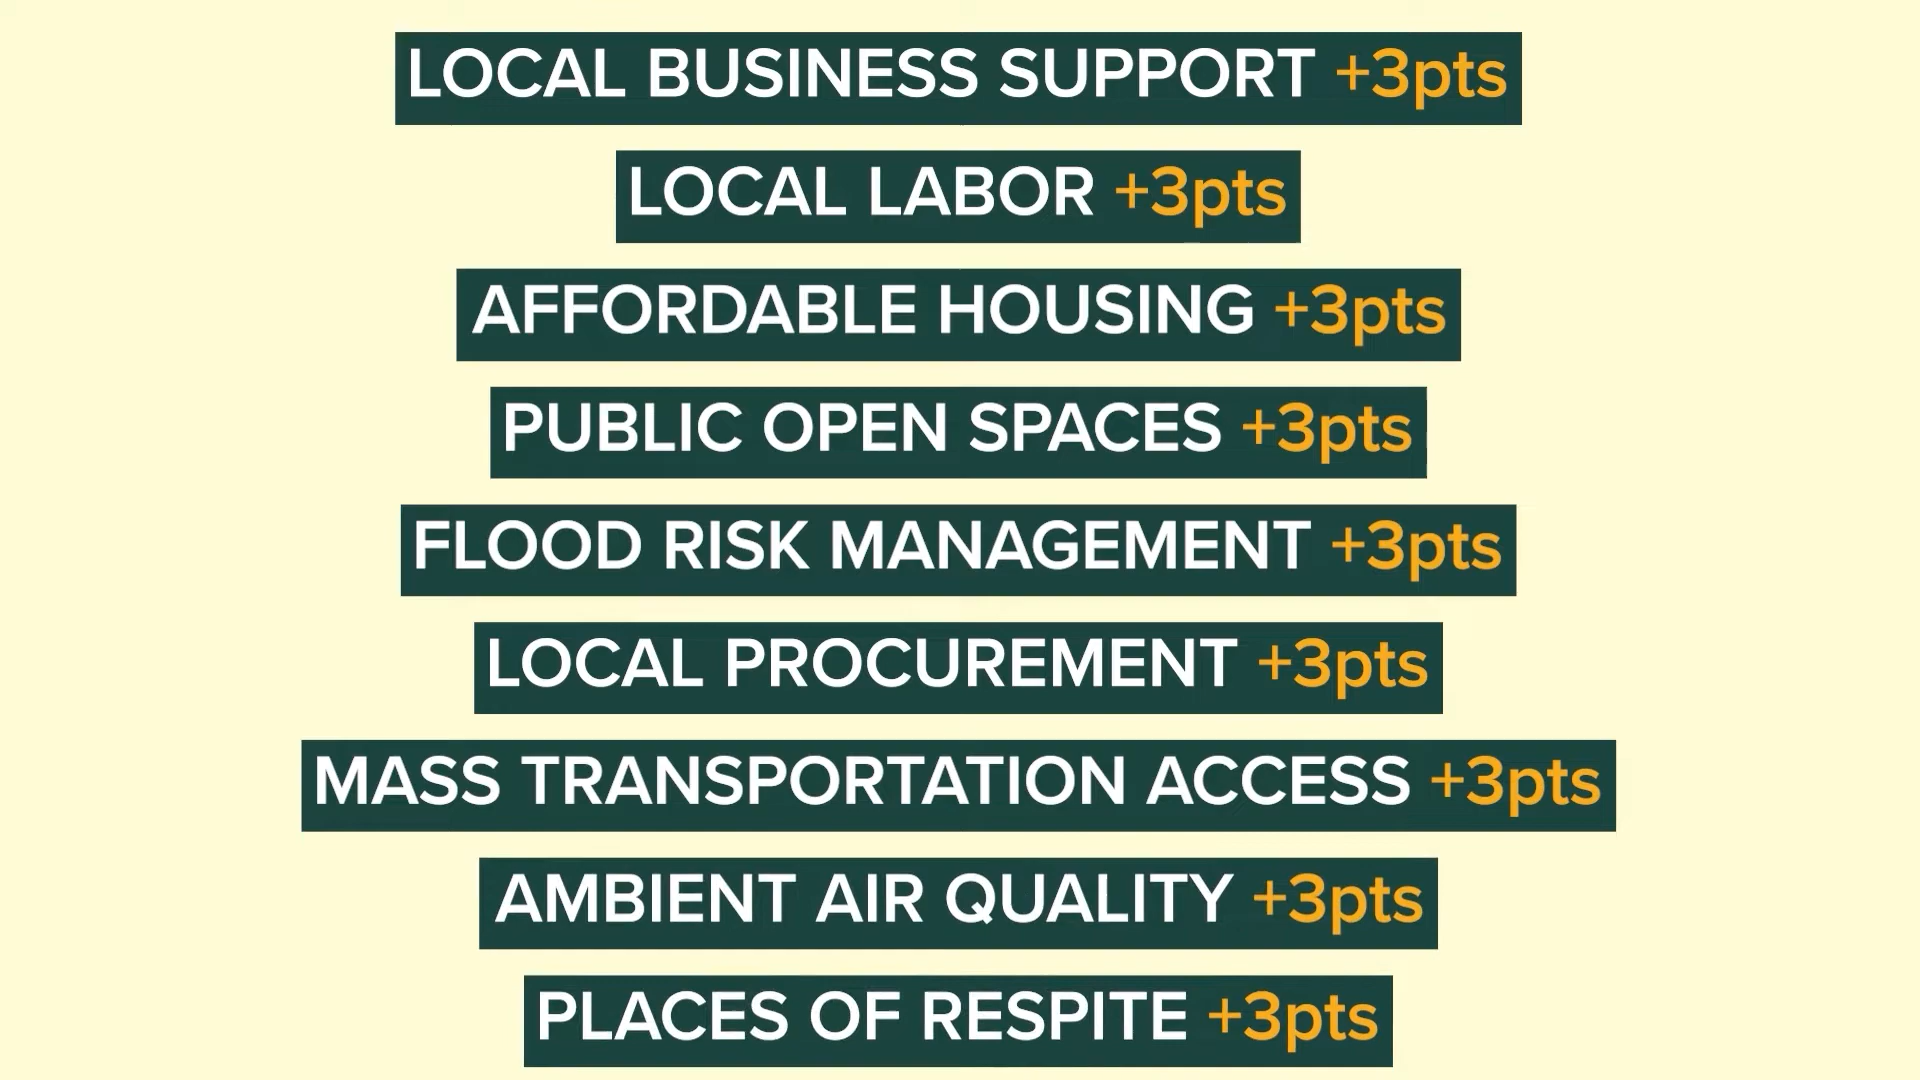 LOCAL BUSINESS SUPPORT +3pts
LOCAL LABOR +3pts
AFFORDABLE HOUSING +3pts
PUBLIC OPEN SPACES +3pts
FLOOD RISK MANAGEMENT +3pts
LOCAL PROCUREMENT +3pts
MASS TRANSPORTATION ACCESS +3pts
AMBIENT AIR QUALITY +3pts
PLACES OF RESPITE +3pts